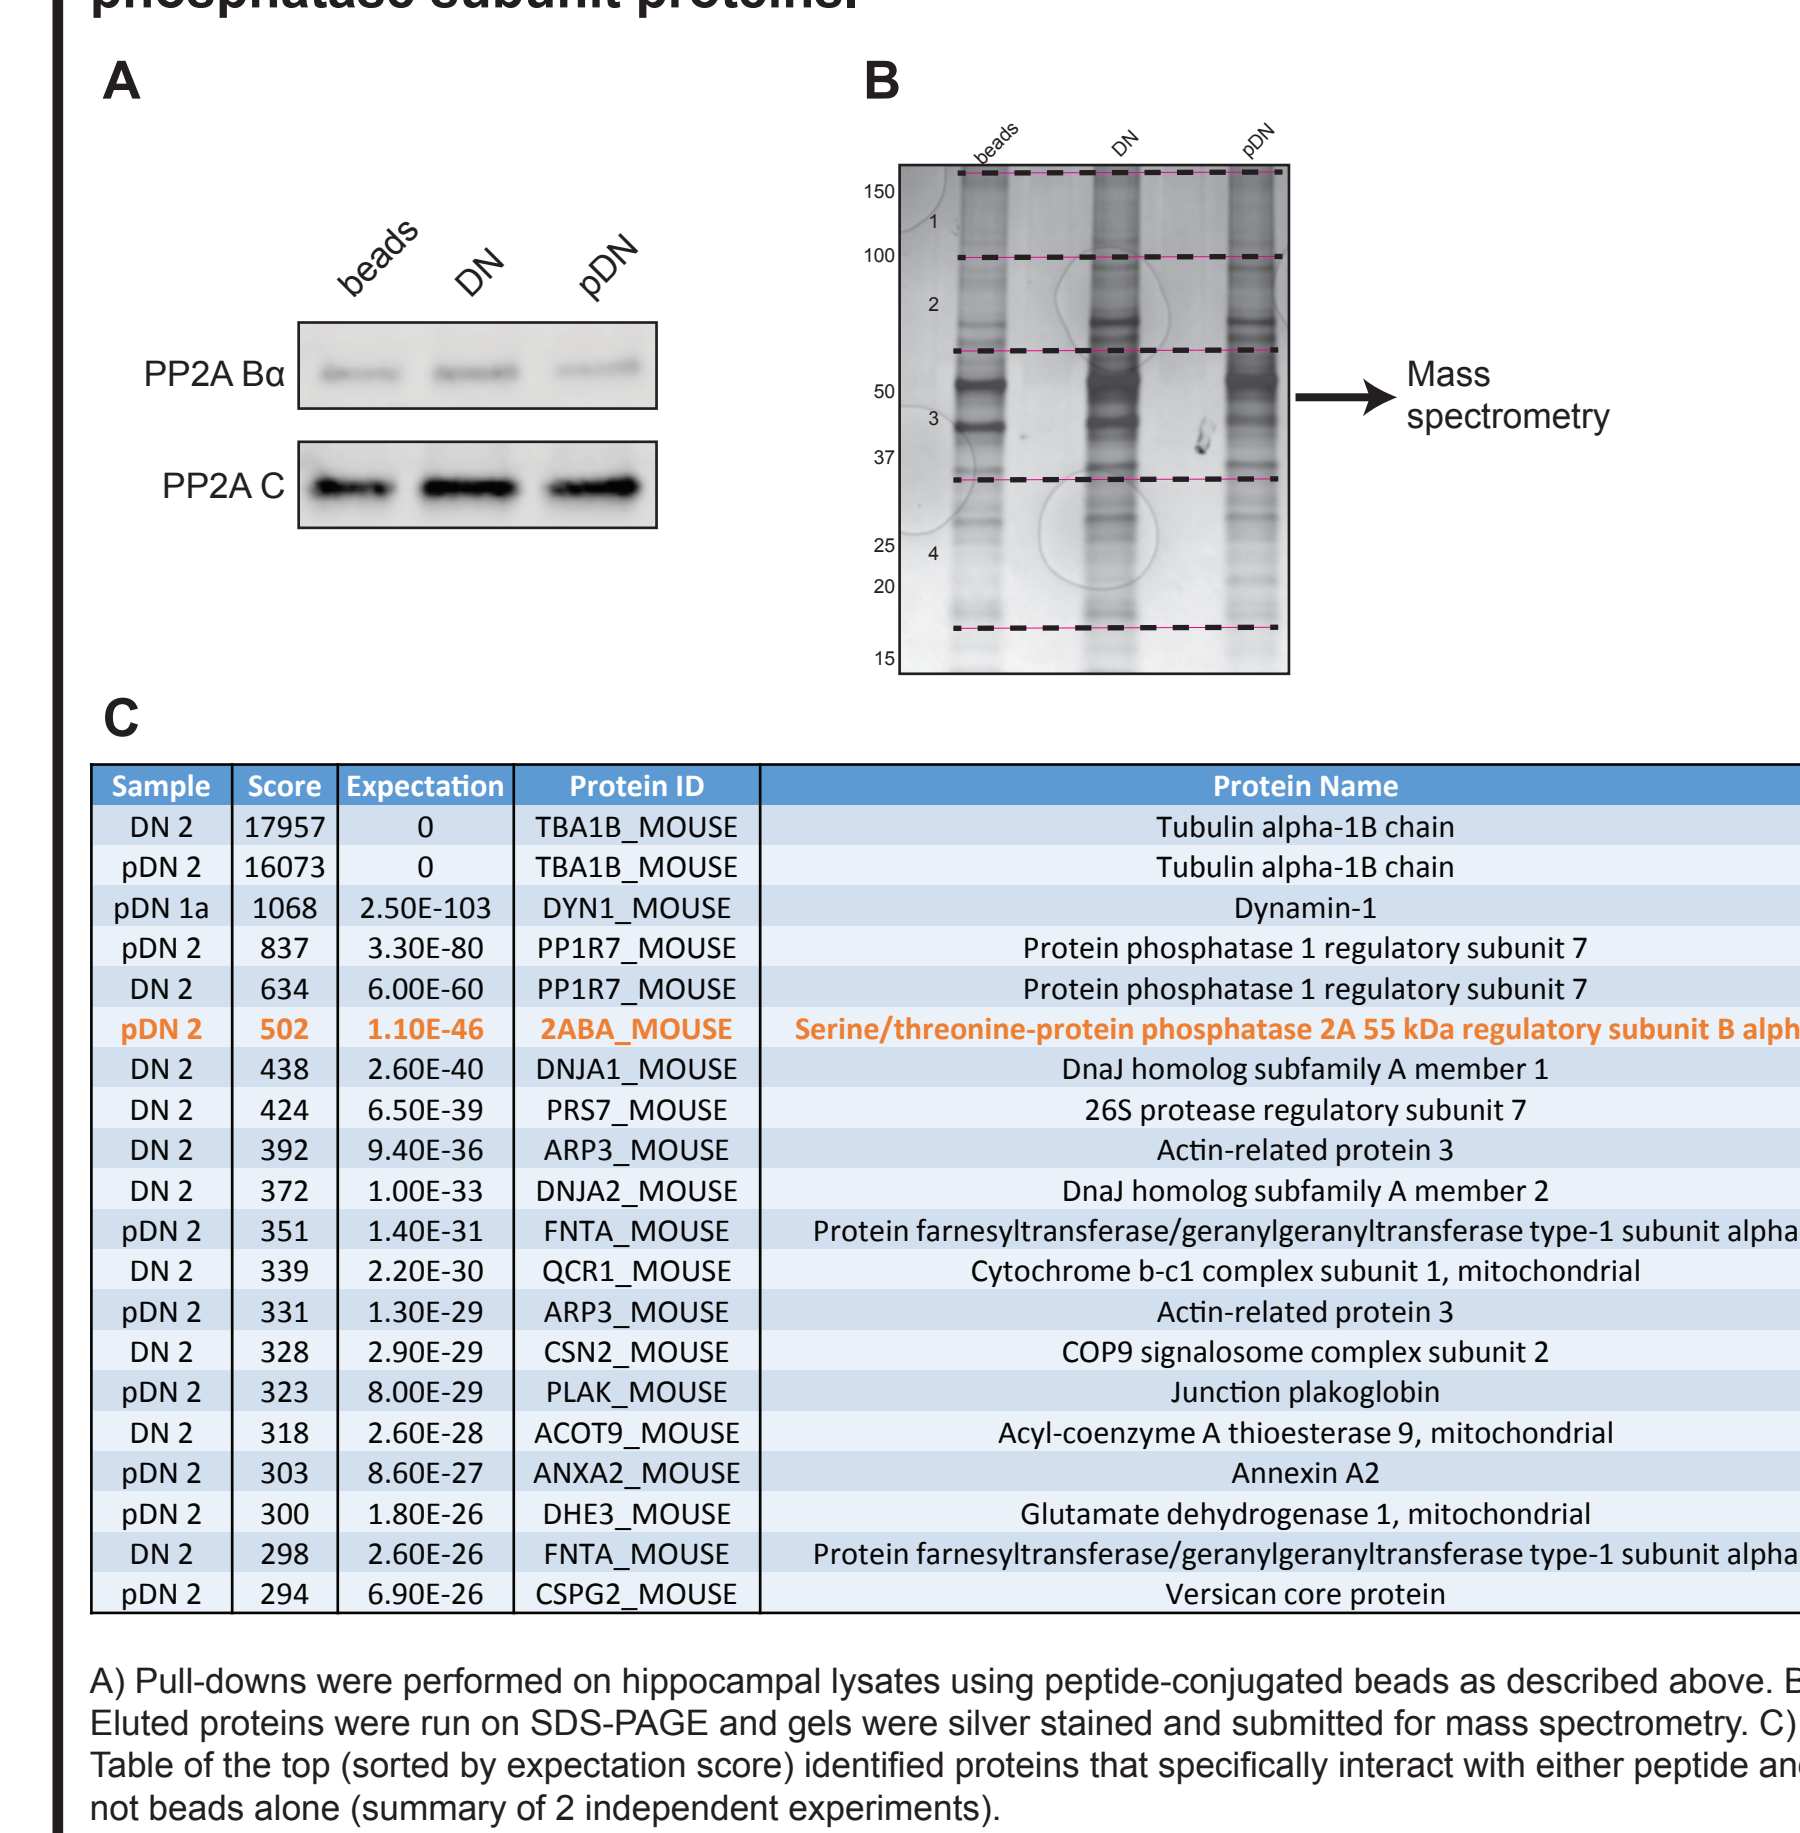 phosphatase subunit proteins.
A
beads
DN
pDN
PP2A Bα
PP2A C
B
beads
DN
pDN
150
1
100
2
50
3
37
25
4
20
15
Mass
spectrometry
C
Sample Score Expectation Protein ID Protein Name
DN 2 17957 0 TBA1B_MOUSE Tubulin alpha-1B chain
pDN 2 16073 0 TBA1B_MOUSE Tubulin alpha-1B chain
pDN 1a 1068 2.50E-103 DYN1_MOUSE Dynamin-1
pDN 2 837 3.30E-80 PP1R7_MOUSE Protein phosphatase 1 regulatory subunit 7
DN 2 634 6.00E-60 PP1R7_MOUSE Protein phosphatase 1 regulatory subunit 7
pDN 2 502 1.10E-46 2ABA_MOUSE Serine/threonine-protein phosphatase 2A 55 kDa regulatory subunit B alph
DN 2 438 2.60E-40 DNJA1_MOUSE DnaJ homolog subfamily A member 1
DN 2 424 6.50E-39 PRS7_MOUSE 26S protease regulatory subunit 7
DN 2 392 9.40E-36 ARP3_MOUSE Actin-related protein 3
DN 2 372 1.00E-33 DNJA2_MOUSE DnaJ homolog subfamily A member 2
pDN 2 351 1.40E-31 FNTA_MOUSE Protein farnesyltransferase/geranylgeranyltransferase type-1 subunit alpha
DN 2 339 2.20E-30 QCR1_MOUSE Cytochrome b-c1 complex subunit 1, mitochondrial
pDN 2 331 1.30E-29 ARP3_MOUSE Actin-related protein 3
DN 2 328 2.90E-29 CSN2_MOUSE COP9 signalosome complex subunit 2
pDN 2 323 8.00E-29 PLAK_MOUSE Junction plakoglobin
DN 2 318 2.60E-28 ACOT9_MOUSE Acyl-coenzyme A thioesterase 9, mitochondrial
pDN 2 303 8.60E-27 ANXA2_MOUSE Annexin A2
pDN 2 300 1.80E-26 DHE3_MOUSE Glutamate dehydrogenase 1, mitochondrial
DN 2 298 2.60E-26 FNTA_MOUSE Protein farnesyltransferase/geranylgeranyltransferase type-1 subunit alpha
pDN 2 294 6.90E-26 CSPG2_MOUSE Versican core protein
A) Pull-downs were performed on hippocampal lysates using peptide-conjugated beads as described above. B
Eluted proteins were run on SDS-PAGE and gels were silver stained and submitted for mass spectrometry. C)
Table of the top (sorted by expectation score) identified proteins that specifically interact with either peptide an
not beads alone (summary of 2 independent experiments).